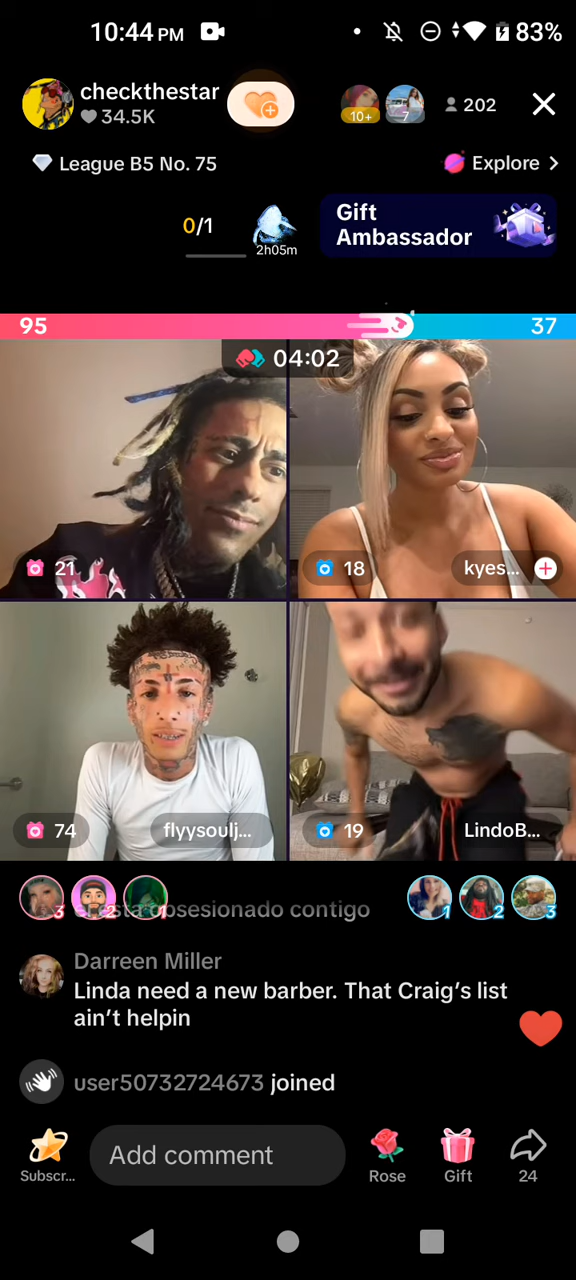 10:44 PM
83%
checkthestar
34.5K
10+
7
202
League B5 No. 75
Explore
0/1
2h05m
Gift
Ambassador
95
37
04:02
21
18
kyes...
74
flyysoulj...
19
LindoB...
3
2
1
1
2
3
esta obsesionado contigo
Darreen Miller
Linda need a new barber. That Craig’s list
ain’t helpin
user50732724673 joined
Subscr...
Add comment
Rose
Gift
24